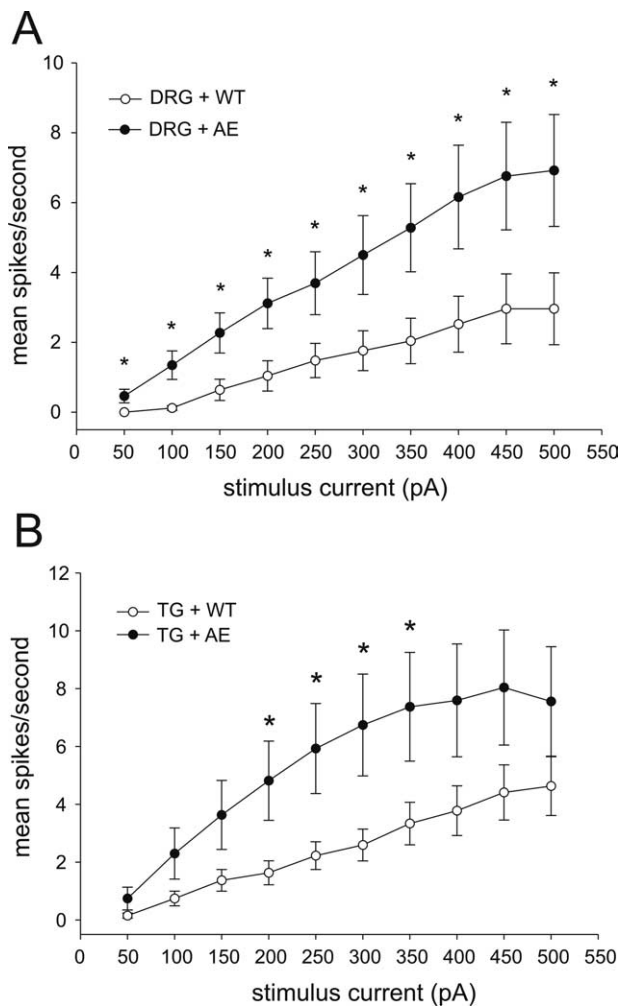 A
10
8
6
4
2
0
mean spikes/second
DRG + WT
DRG + AE
* * * * * * * * * *
0 50 100 150 200 250 300 350 400 450 500 550
stimulus current (pA)
B
12
10
8
6
4
2
0
mean spikes/second
TG + WT
TG + AE
* * * *
0 50 100 150 200 250 300 350 400 450 500 550
stimulus current (pA)